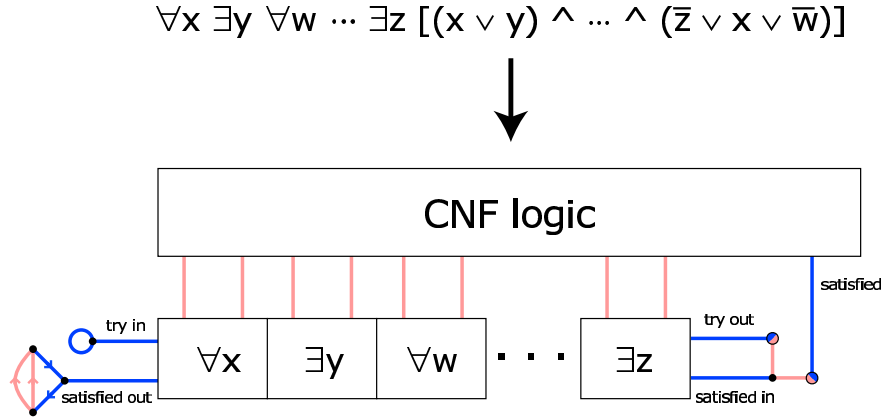 ∀x ∃y ∀w ··· ∃z [(x ∨ y) ^ ··· ^ (z̅ ∨ x ∨ w̅)]
CNF logic
satisfied
try in
∀x
∃y
∀w
· · ·
∃z
try out
satisfied out
satisfied in